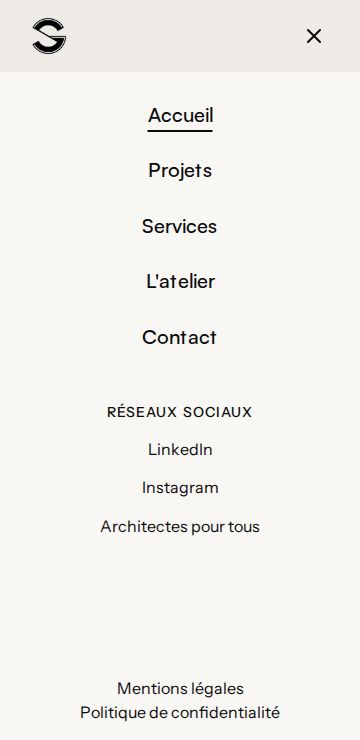 Accueil
Projets
Services
L'atelier
Contact
RÉSEAUX SOCIAUX
LinkedIn
Instagram
Architectes pour tous
Mentions légales
Politique de confidentialité